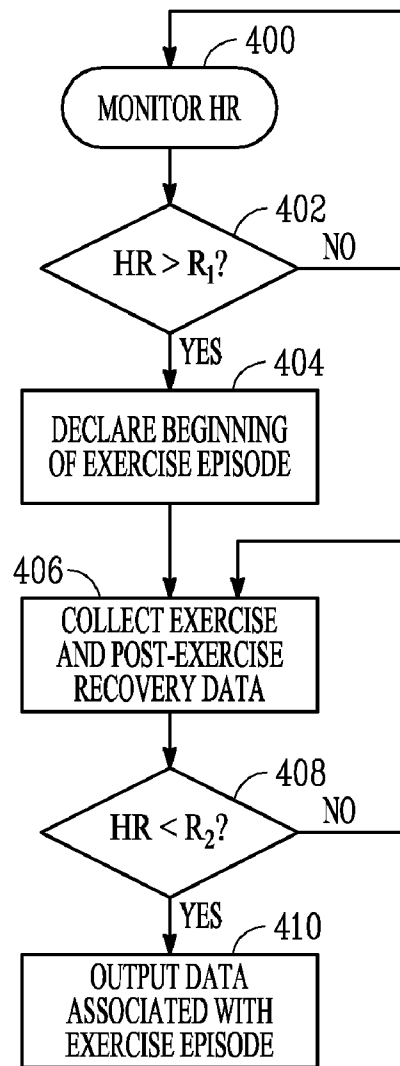 400
MONITOR HR
402
HR > R₁?
NO
YES
404
DECLARE BEGINNING
OF EXERCISE EPISODE
406
COLLECT EXERCISE
AND POST-EXERCISE
RECOVERY DATA
408
HR < R₂?
NO
YES
410
OUTPUT DATA
ASSOCIATED WITH
EXERCISE EPISODE